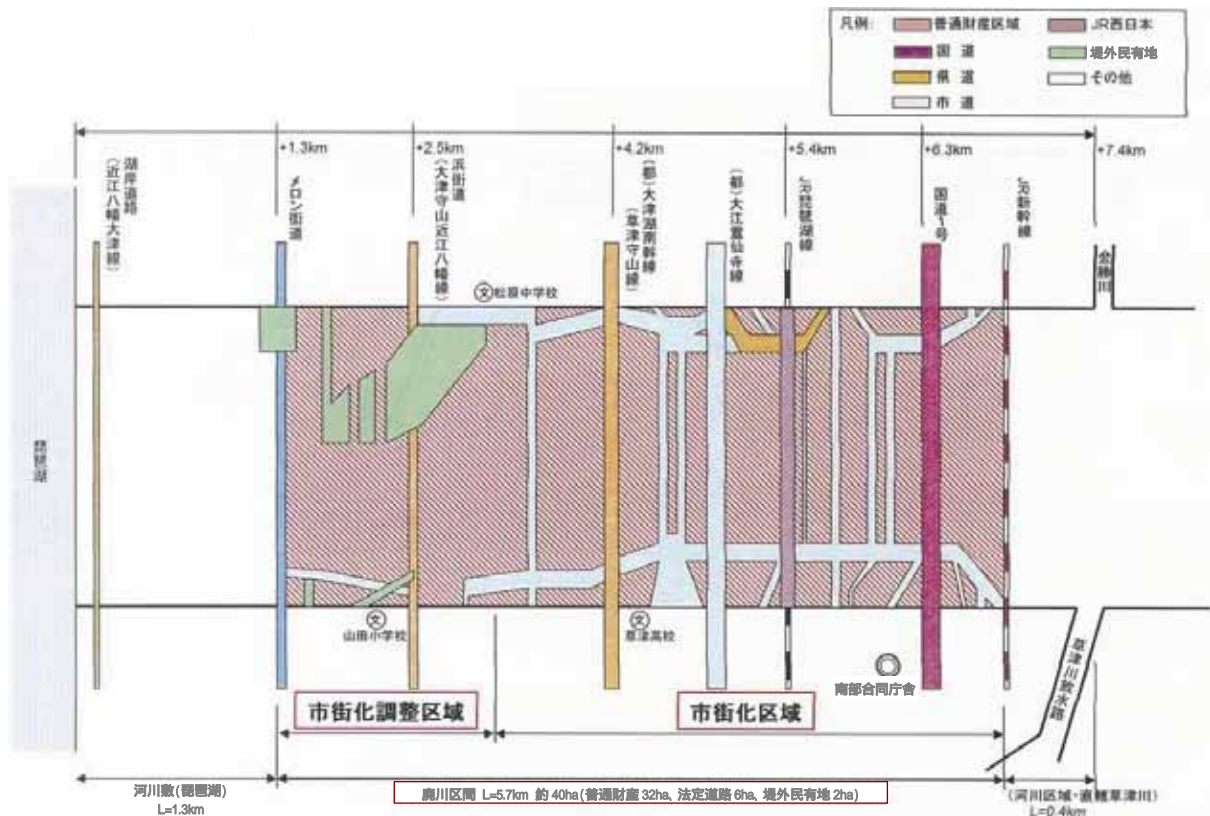 凡例:
普通財産区域
JR西日本
国道
堤外民有地
県道
その他
市道
+1.3km
+2.5km
+4.2km
+5.4km
+6.3km
+7.4km
湖岸道路
(近江八幡大津線)
メロン街道
浜街道
(大津守山近江八幡線)
(都)大津湖南幹線
(草津守山線)
(都)大江霊仙寺線
JR琵琶湖線
国道1号
JR新幹線
金勝川
文
松原中学校
琵琶湖
文
山田小学校
文
草津高校
南部合同庁舎
草津川放水路
市街化調整区域
市街化区域
河川敷(琵琶湖)
L=1.3km
廃川区間 L=5.7km 約40ha(普通財産32ha、法定道路6ha、堤外民有地2ha)
(河川区域・直轄草津川)
L=0.4km